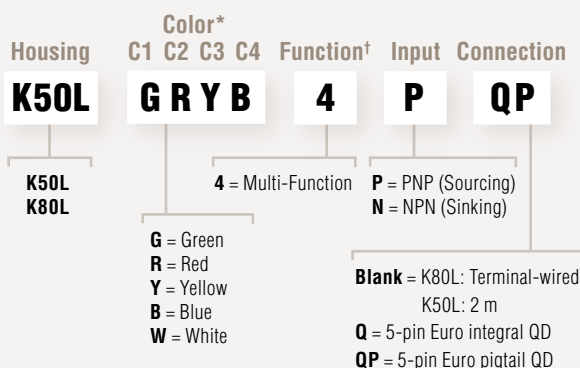 Color*
Housing C1 C2 C3 C4 Function† Input Connection
K50L GRYB 4 P QP
K50L
K80L
4 = Multi-Function
P = PNP (Sourcing)
N = NPN (Sinking)
G = Green
R = Red
Y = Yellow
B = Blue
W = White
Blank = K80L: Terminal-wired
K50L: 2 m
Q = 5-pin Euro integral QD
QP = 5-pin Euro pigtail QD